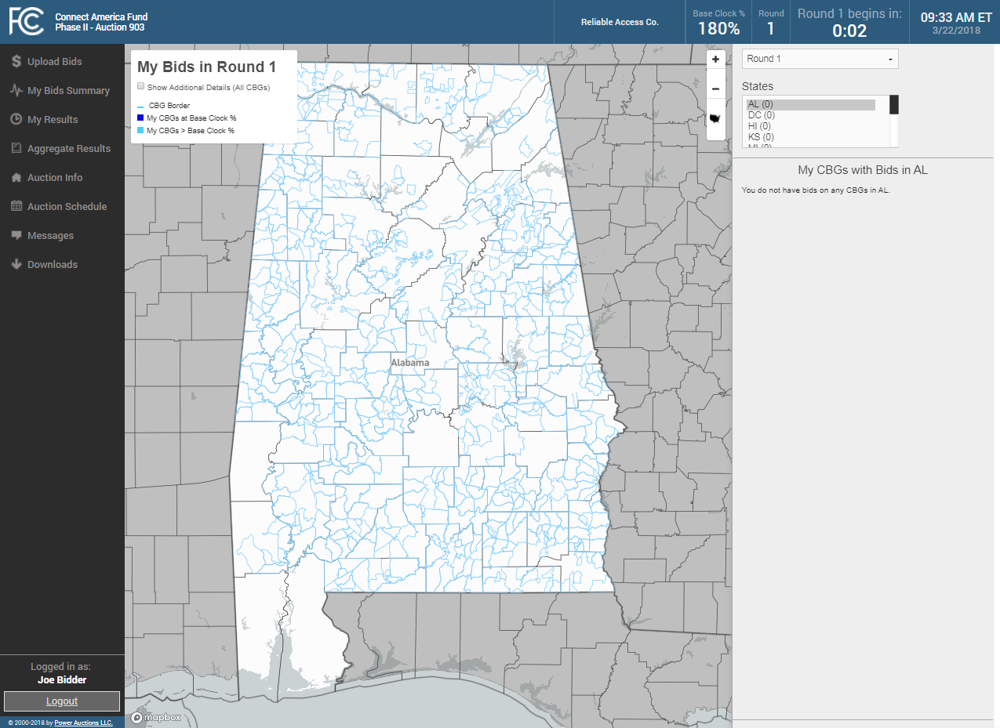 FCC
Connect America Fund
Phase II - Auction 903
Reliable Access Co.
Base Clock %
180%
Round
1
Round 1 begins in:
0:02
09:33 AM ET
3/22/2018
Upload Bids
My Bids Summary
My Results
Aggregate Results
Auction Info
Auction Schedule
Messages
Downloads
Logged in as:
Joe Bidder
Logout
© 2000-2018 by Power Auctions LLC.
My Bids in Round 1
Show Additional Details (All CBGs)
CBG Border
My CBGs at Base Clock %
My CBGs > Base Clock %
+
−
Alabama
mapbox
Round 1
States
AL (0)
DC (0)
HI (0)
KS (0)
My CBGs with Bids in AL
You do not have bids on any CBGs in AL.